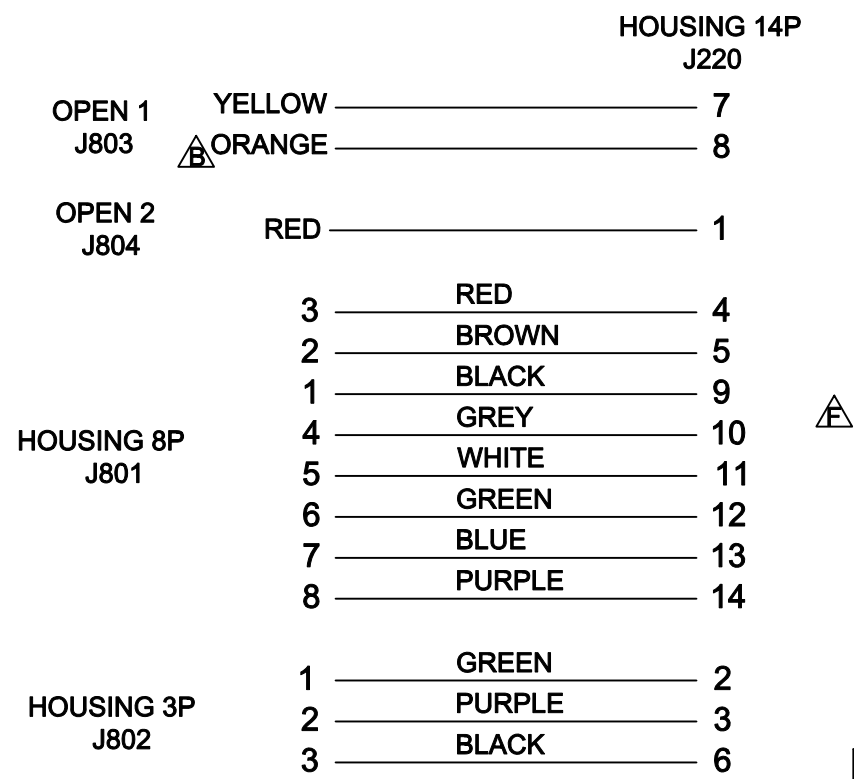 HOUSING 14P
J220
OPEN 1
J803
YELLOW 7
B ORANGE 8
OPEN 2
J804
RED 1
HOUSING 8P
J801
3 RED 4
2 BROWN 5
1 BLACK 9
4 GREY 10
5 WHITE 11
6 GREEN 12
7 BLUE 13
8 PURPLE 14
F
HOUSING 3P
J802
1 GREEN 2
2 PURPLE 3
3 BLACK 6